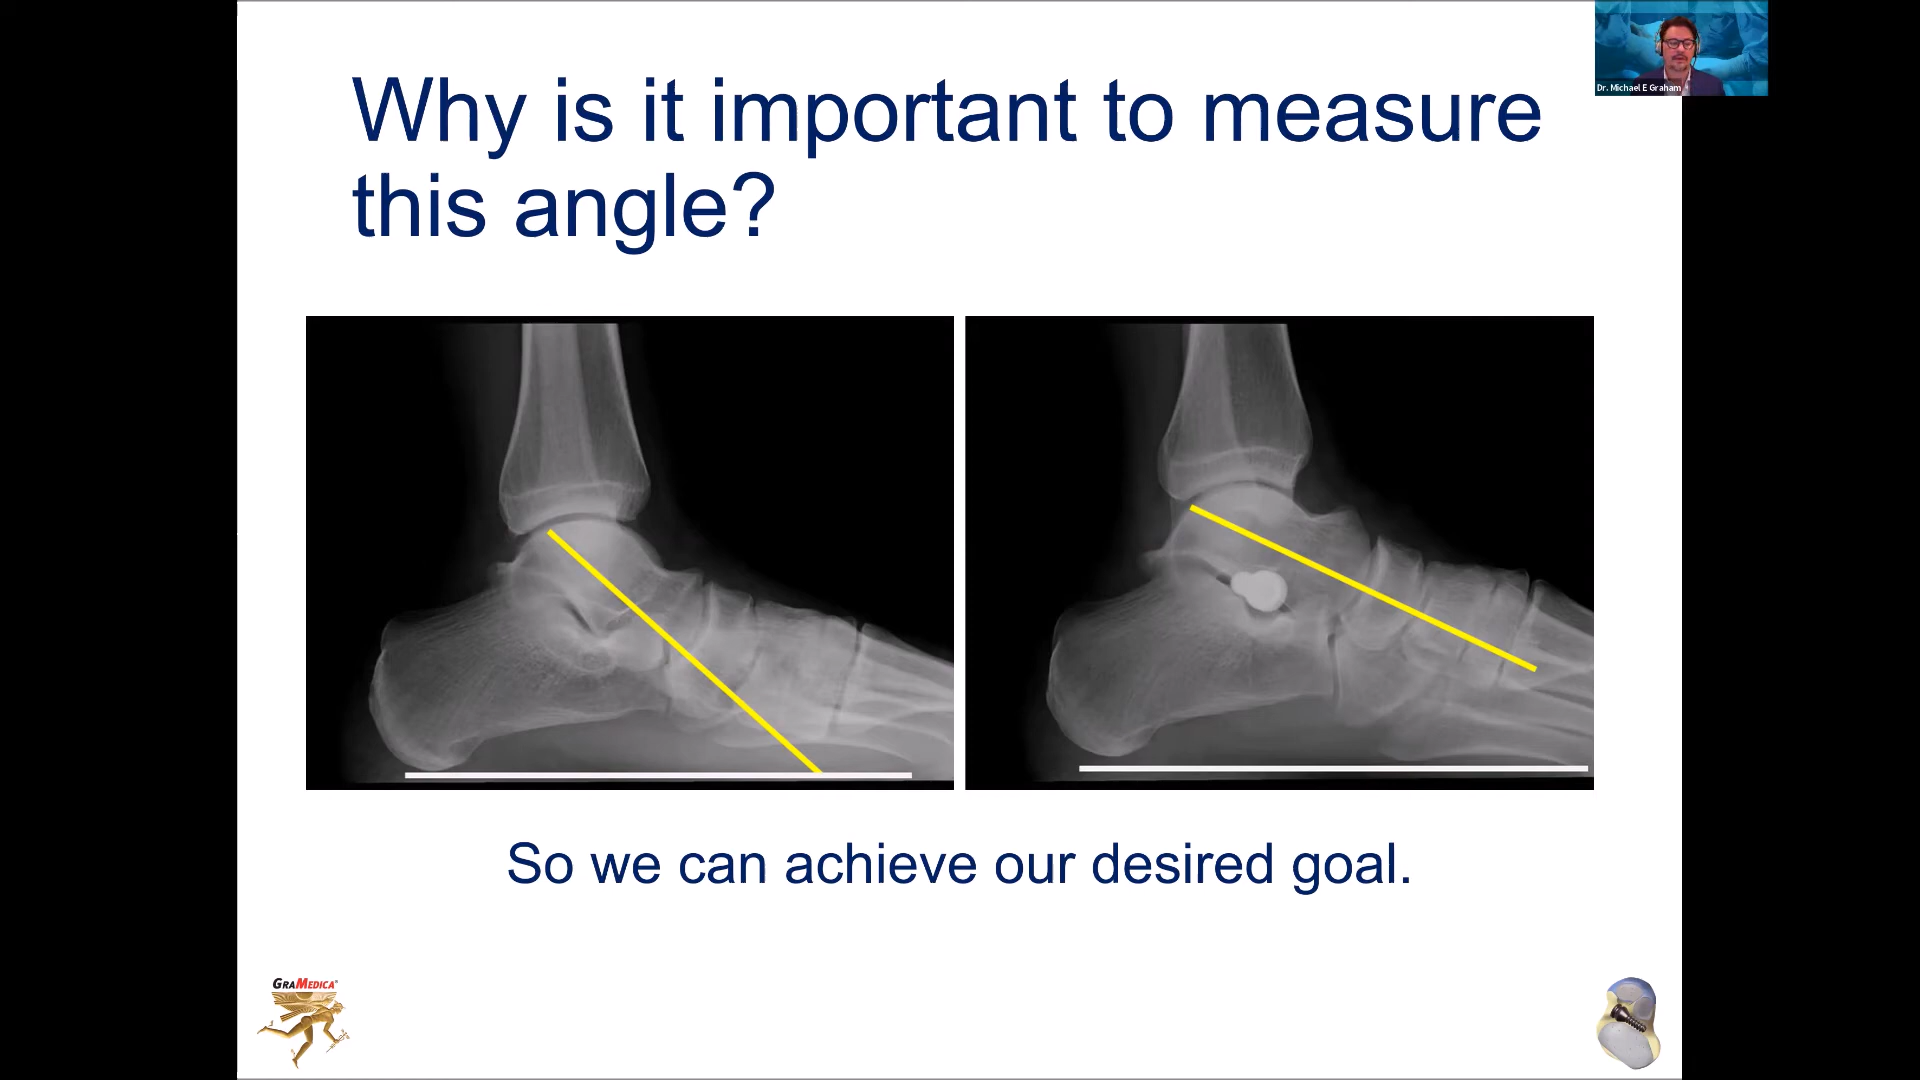 Dr. Michael E Graham
Why is it important to measure
this angle?
So we can achieve our desired goal.
GRAMEDICA®